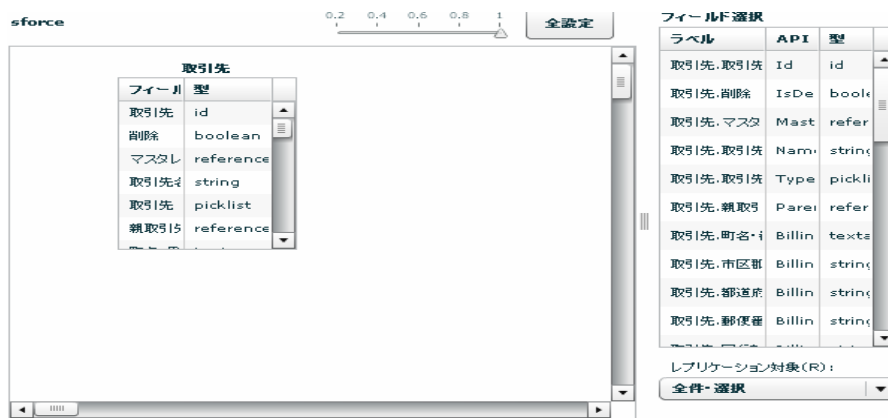 sforce
0.2 0.4 0.6 0.8 1
全設定
取引先
フィール 型
取引先 id
削除 boolean
マスタレ reference
取引先名 string
取引先 picklist
親取引先 reference
フィールド選択
ラベル API 型
取引先.取引先 Id id
取引先.削除 IsDe boole
取引先.マスタ Mast refer
取引先.取引先 Name string
取引先.取引先 Type pickli
取引先.親取引 Parei refer
取引先.町名・ Billin texta
取引先.市区郡 Billin string
取引先.都道府 Billin string
取引先.郵便番 Billin string
レプリケーション対象(R):
全件・選択